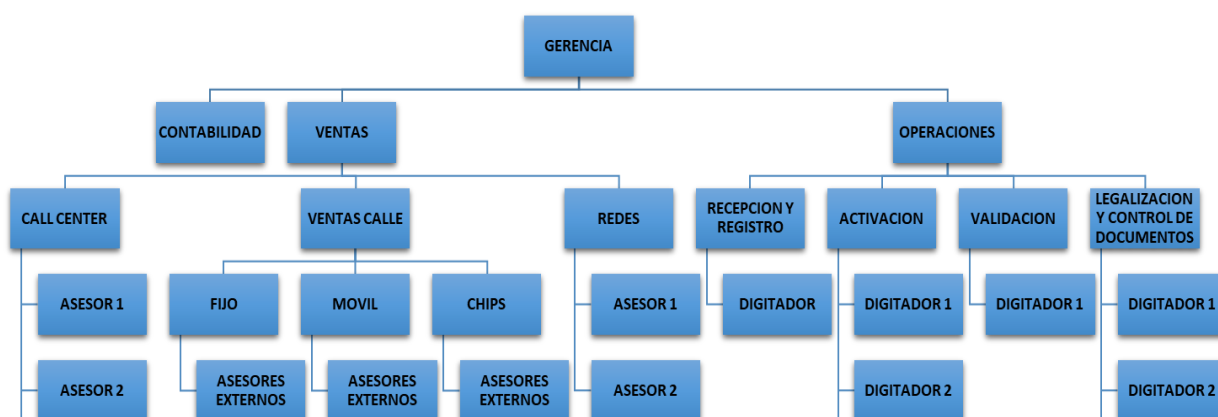 GERENCIA
CONTABILIDAD
VENTAS
OPERACIONES
CALL CENTER
VENTAS CALLE
REDES
RECEPCION Y
REGISTRO
ACTIVACION
VALIDACION
LEGALIZACION
Y CONTROL DE
DOCUMENTOS
ASESOR 1
FIJO
MOVIL
CHIPS
ASESOR 1
DIGITADOR
DIGITADOR 1
DIGITADOR 1
DIGITADOR 1
ASESOR 2
ASESORES
EXTERNOS
ASESORES
EXTERNOS
ASESORES
EXTERNOS
ASESOR 2
DIGITADOR 2
DIGITADOR 2